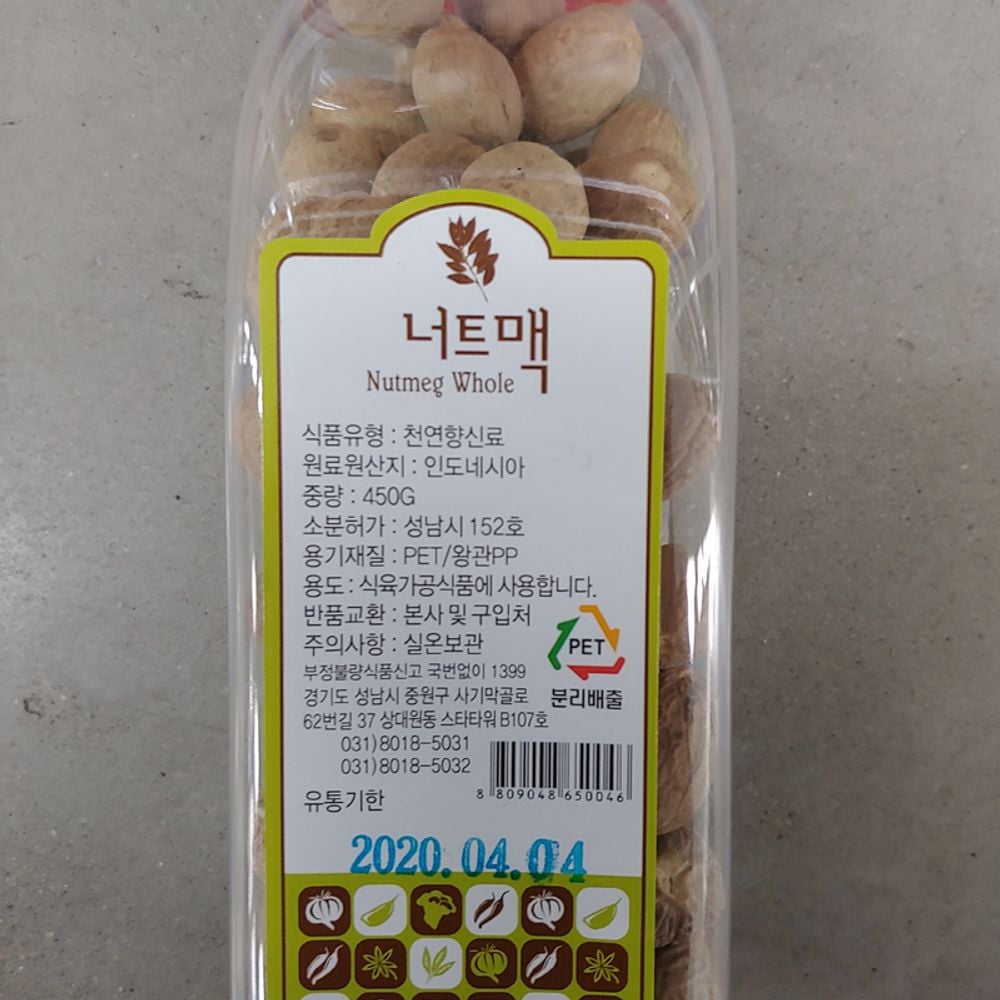 너트맥
Nutmeg Whole
식품유형 : 천연향신료
원료원산지 : 인도네시아
중량 : 450G
소분허가 : 성남시 152호
용기재질 : PET/왕관PP
용도 : 식육가공식품에 사용합니다.
반품교환 : 본사 및 구입처
주의사항 : 실온보관
PET
분리배출
부정불량식품신고 국번없이 1399
경기도 성남시 중원구 사기막골로
62번길 37 상대원동 스타타워 B107호
031)8018-5031
031)8018-5032
8 809048 650046
유통기한
2020.04.04